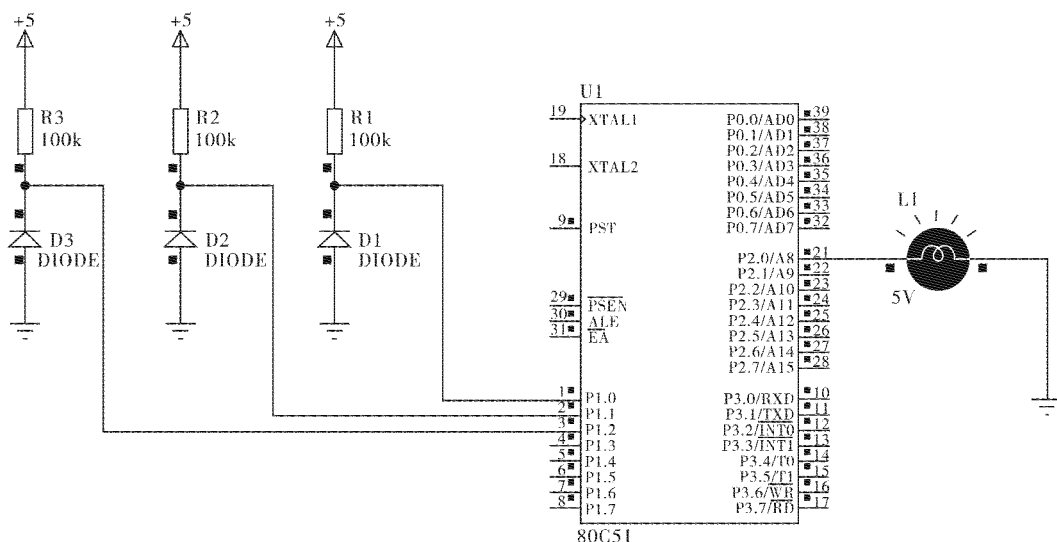 +5
+5
+5
R3
100k
R2
100k
R1
100k
D3
DIODE
D2
DIODE
D1
DIODE
U1
19
XTAL1
18
XTAL2
9
PST
29
PSEN
30
ALE
31
EA
1
P1.0
2
P1.1
3
P1.2
4
P1.3
5
P1.4
6
P1.5
7
P1.6
8
P1.7
P0.0/AD0
39
P0.1/AD1
38
P0.2/AD2
37
P0.3/AD3
36
P0.4/AD4
35
P0.5/AD5
34
P0.6/AD6
33
P0.7/AD7
32
P2.0/A8
21
P2.1/A9
22
P2.2/A10
23
P2.3/A11
24
P2.4/A12
25
P2.5/A13
26
P2.6/A14
27
P2.7/A15
28
P3.0/RXD
10
P3.1/TXD
11
P3.2/INT0
12
P3.3/INT1
13
P3.4/T0
14
P3.5/T1
15
P3.6/WR
16
P3.7/RD
17
80C51
L1
5V